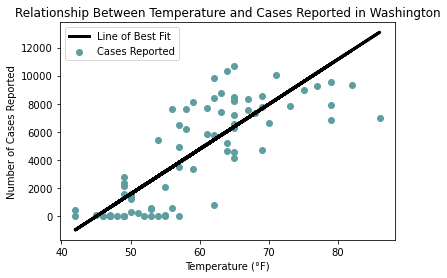 Relationship Between Temperature and Cases Reported in Washington
Line of Best Fit
Cases Reported
12000
10000
8000
6000
4000
2000
0
Number of Cases Reported
40
50
60
70
80
Temperature (°F)